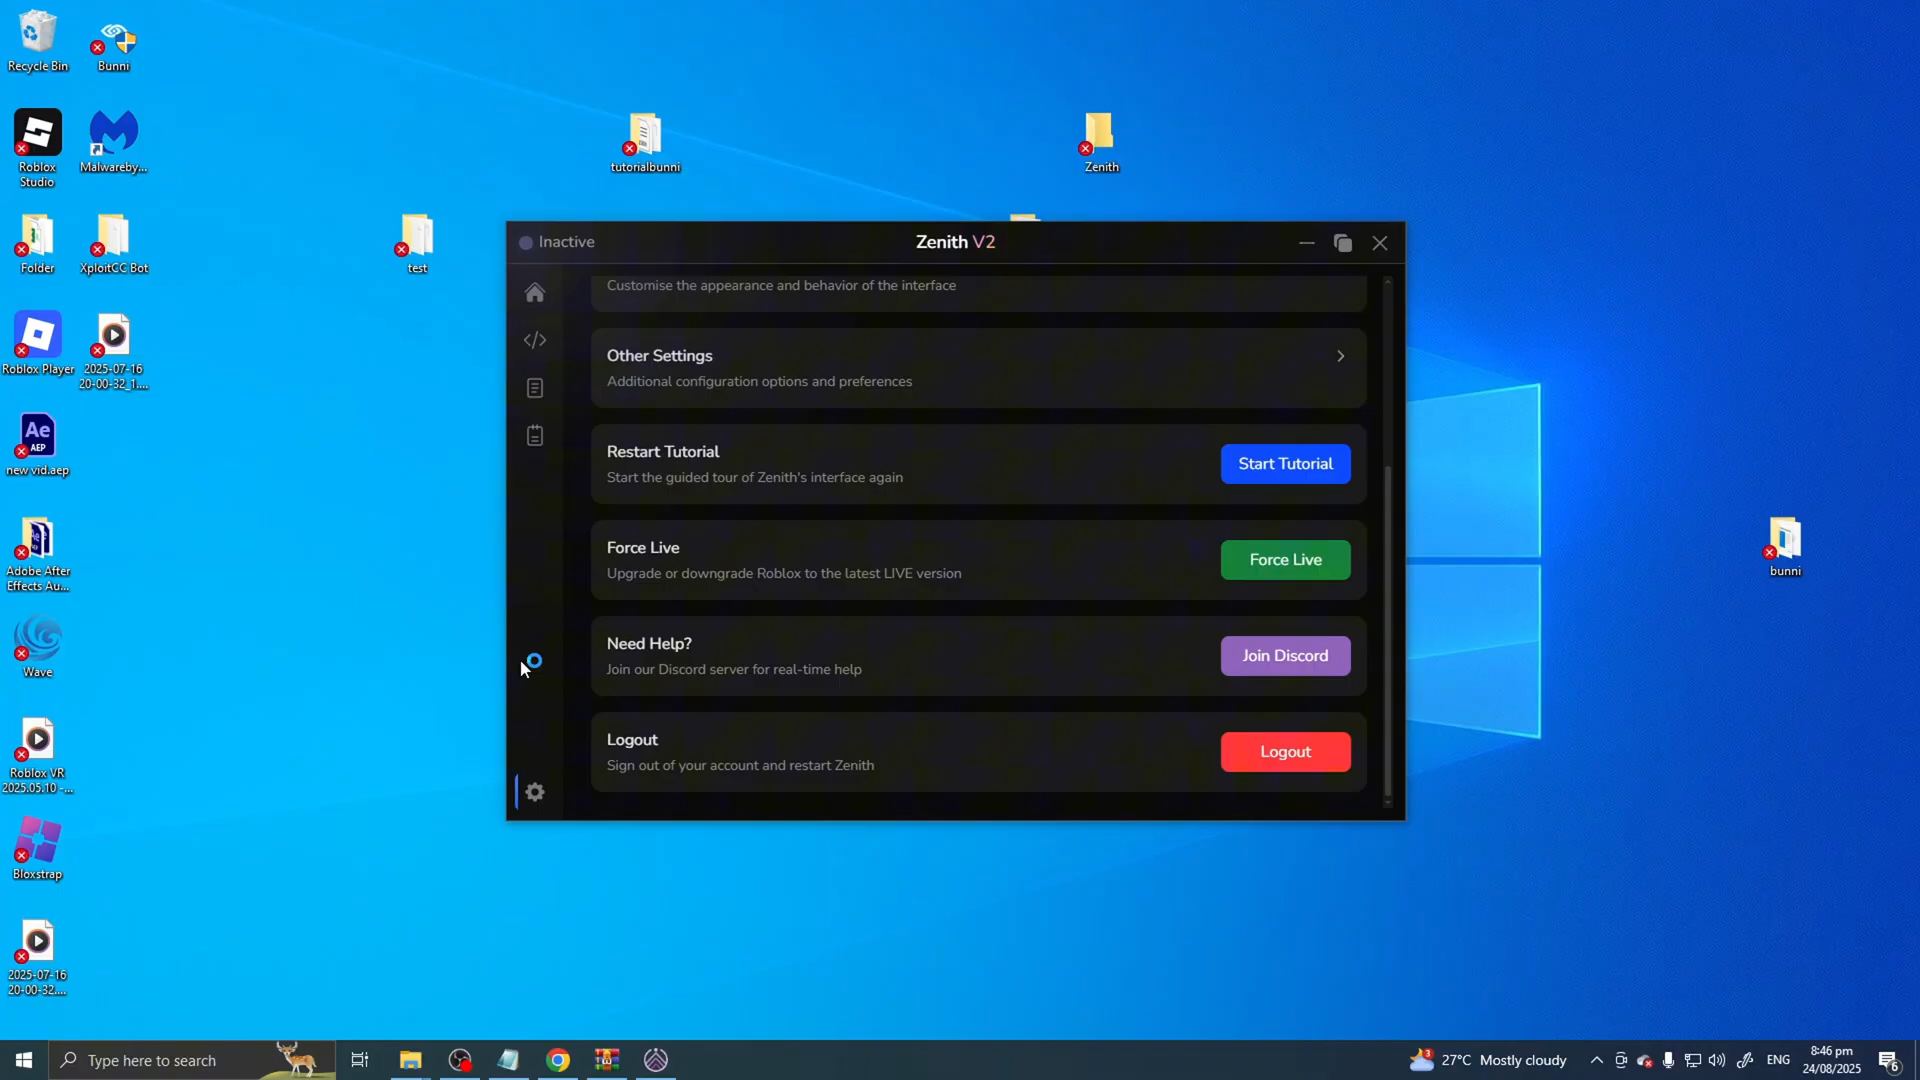 Recycle Bin
Bunni
Roblox
Studio
Malwareby...
tutorialbunni
Zenith
Folder
XploitCC Bot
test
Roblox Player
2025-07-16
20-00-32_1....
Ae
AEP
new vid.aep
Adobe After
Effects Au...
Wave
Roblox VR
2025.05.10 -...
Bloxstrap
2025-07-16
20-00-32....
bunni
Inactive
Zenith V2
Customise the appearance and behavior of the interface
Other Settings
Additional configuration options and preferences
Restart Tutorial
Start the guided tour of Zenith's interface again
Start Tutorial
Force Live
Upgrade or downgrade Roblox to the latest LIVE version
Force Live
Need Help?
Join our Discord server for real-time help
Join Discord
Logout
Sign out of your account and restart Zenith
Logout
Type here to search
3
27°C Mostly cloudy
ENG
8:46 pm
24/08/2025
6